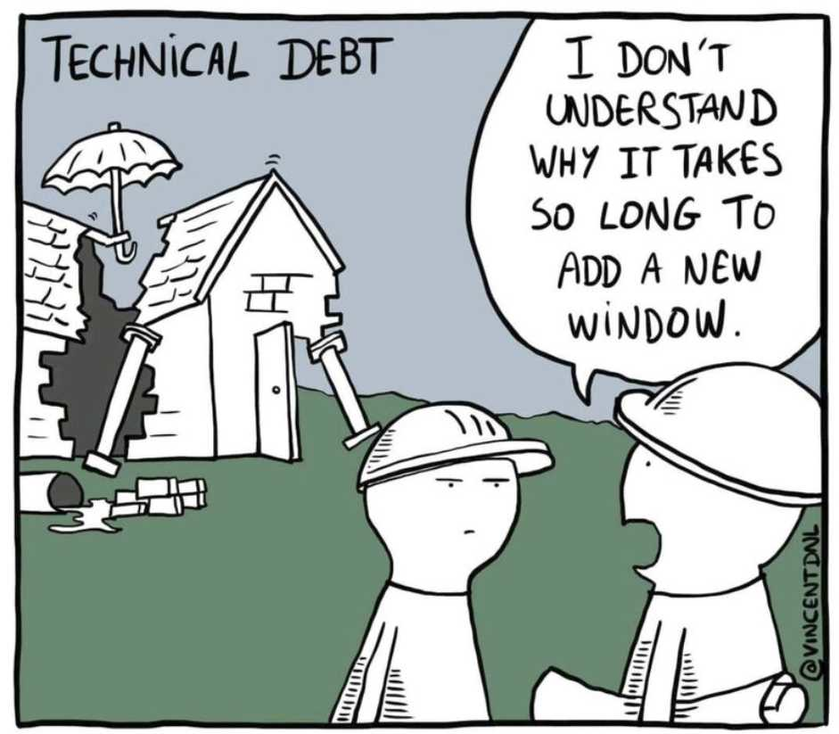 TECHNICAL DEBT
I DON'T
UNDERSTAND
WHY IT TAKES
SO LONG TO
ADD A NEW
WINDOW.
@VINCENTDNL